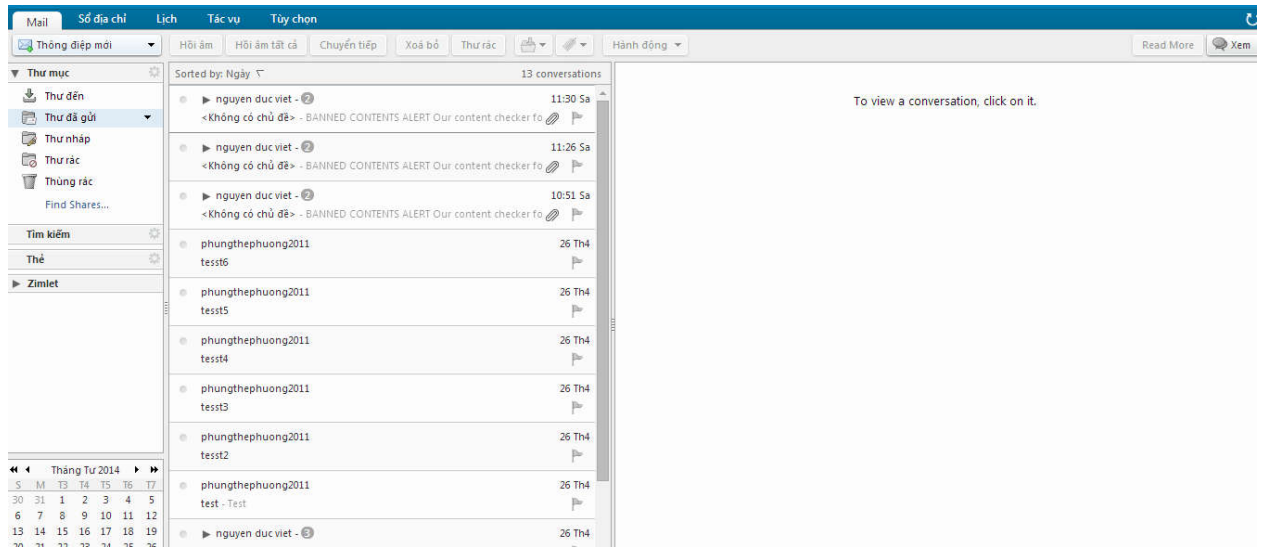 Mail Sổ địa chỉ Lịch Tác vụ Tùy chọn
Thông điệp mới Hồi âm Hồi âm tất cả Chuyển tiếp Xoá bỏ Thư rác Hành động Read More Xem
Thư mục
Thư đến
Thư đã gửi
Thư nháp
Thư rác
Thùng rác
Find Shares...
Tìm kiếm
Thẻ
Zimlet
Tháng Tư 2014
S M T3 T4 T5 T6 T7
30 31 1 2 3 4 5
6 7 8 9 10 11 12
13 14 15 16 17 18 19
20 21 22 23 24 25 26
Sorted by: Ngày 13 conversations
nguyen duc viet - 2 11:30 Sa
<Không có chủ đề> - BANNED CONTENTS ALERT Our content checker fo
nguyen duc viet - 2 11:26 Sa
<Không có chủ đề> - BANNED CONTENTS ALERT Our content checker fo
nguyen duc viet - 2 10:51 Sa
<Không có chủ đề> - BANNED CONTENTS ALERT Our content checker fo
phungthephuong2011 26 Th4
tesst6
phungthephuong2011 26 Th4
tesst5
phungthephuong2011 26 Th4
tesst4
phungthephuong2011 26 Th4
tesst3
phungthephuong2011 26 Th4
tesst2
phungthephuong2011 26 Th4
test - Test
nguyen duc viet - 3 26 Th4
To view a conversation, click on it.